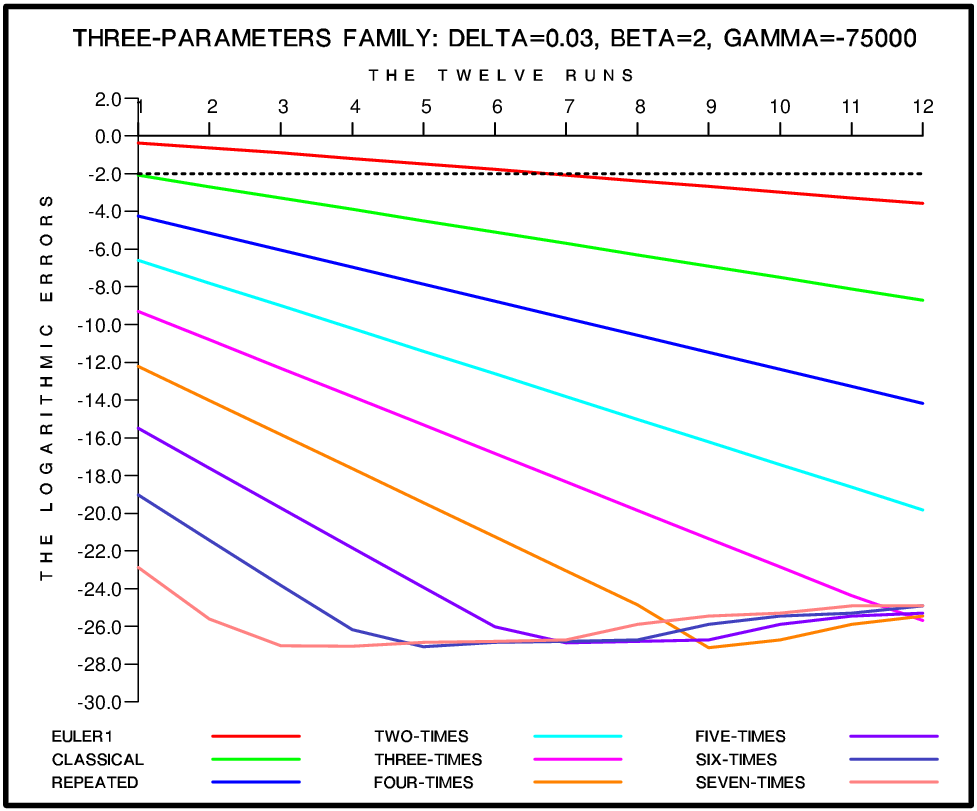 THREE-PARAMETERS FAMILY: DELTA=0.03, BETA=2, GAMMA=-75000
THE TWELVE RUNS
2.0
1 2 3 4 5 6 7 8 9 10 11 12
0.0
-2.0
-4.0
-6.0
-8.0
-10.0
-12.0
-14.0
-16.0
-18.0
-20.0
-22.0
-24.0
-26.0
-28.0
-30.0
THE LOGARITHMIC ERRORS
EULER1 TWO-TIMES FIVE-TIMES
CLASSICAL THREE-TIMES SIX-TIMES
REPEATED FOUR-TIMES SEVEN-TIMES